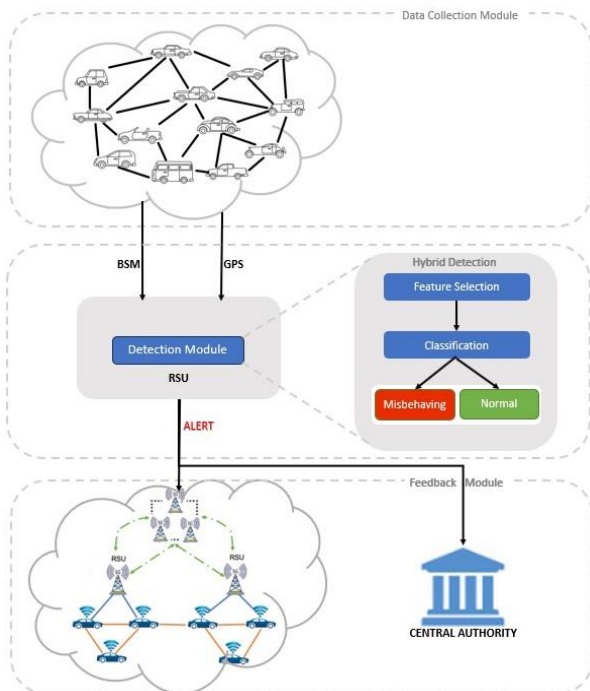 Data Collection Module
BSM
GPS
Hybrid Detection
Feature Selection
Detection Module
Classification
RSU
Misbehaving
Normal
ALERT
Feedback Module
RSU
RSU
CENTRAL AUTHORITY